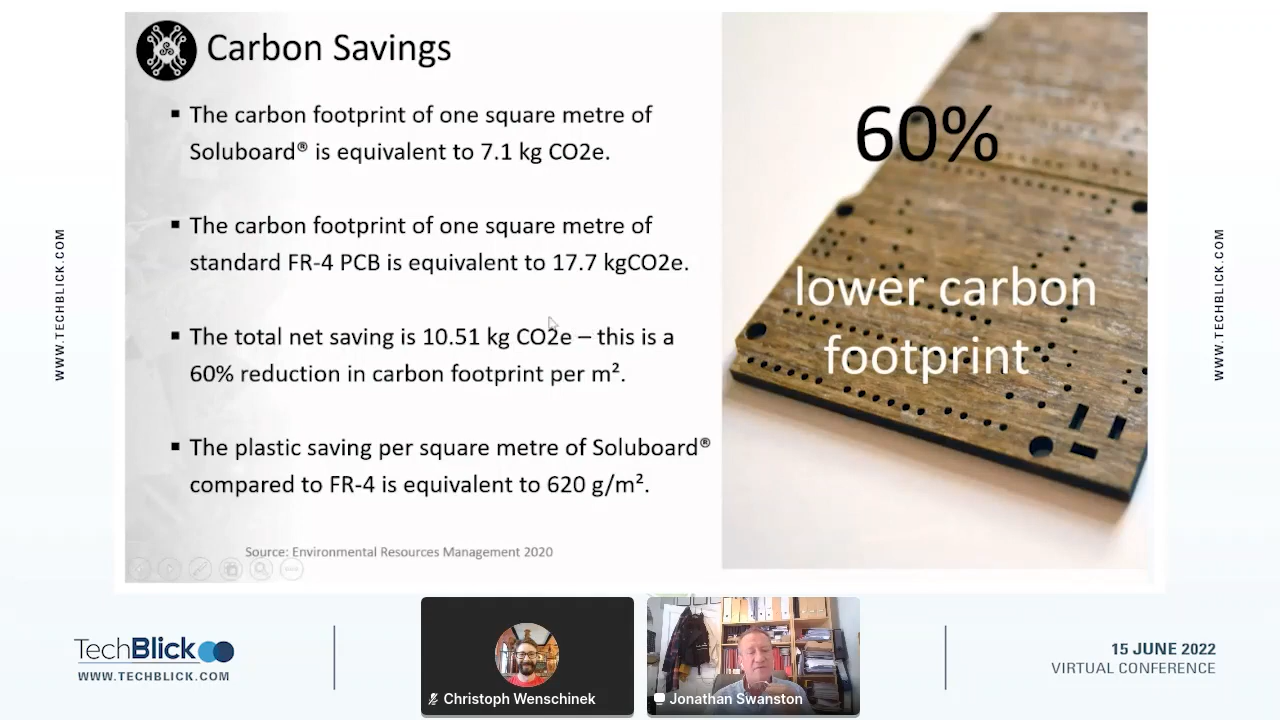 Carbon Savings
▪ The carbon footprint of one square metre of
Soluboard® is equivalent to 7.1 kg CO2e.
▪ The carbon footprint of one square metre of
standard FR-4 PCB is equivalent to 17.7 kgCO2e.
▪ The total net saving is 10.51 kg CO2e – this is a
60% reduction in carbon footprint per m².
▪ The plastic saving per square metre of Soluboard®
compared to FR-4 is equivalent to 620 g/m².
Source: Environmental Resources Management 2020
60%
lower carbon
footprint
WWW.TECHBLICK.COM
WWW.TECHBLICK.COM
TechBlick
WWW.TECHBLICK.COM
Christoph Wenschinek
Jonathan Swanston
15 JUNE 2022
VIRTUAL CONFERENCE